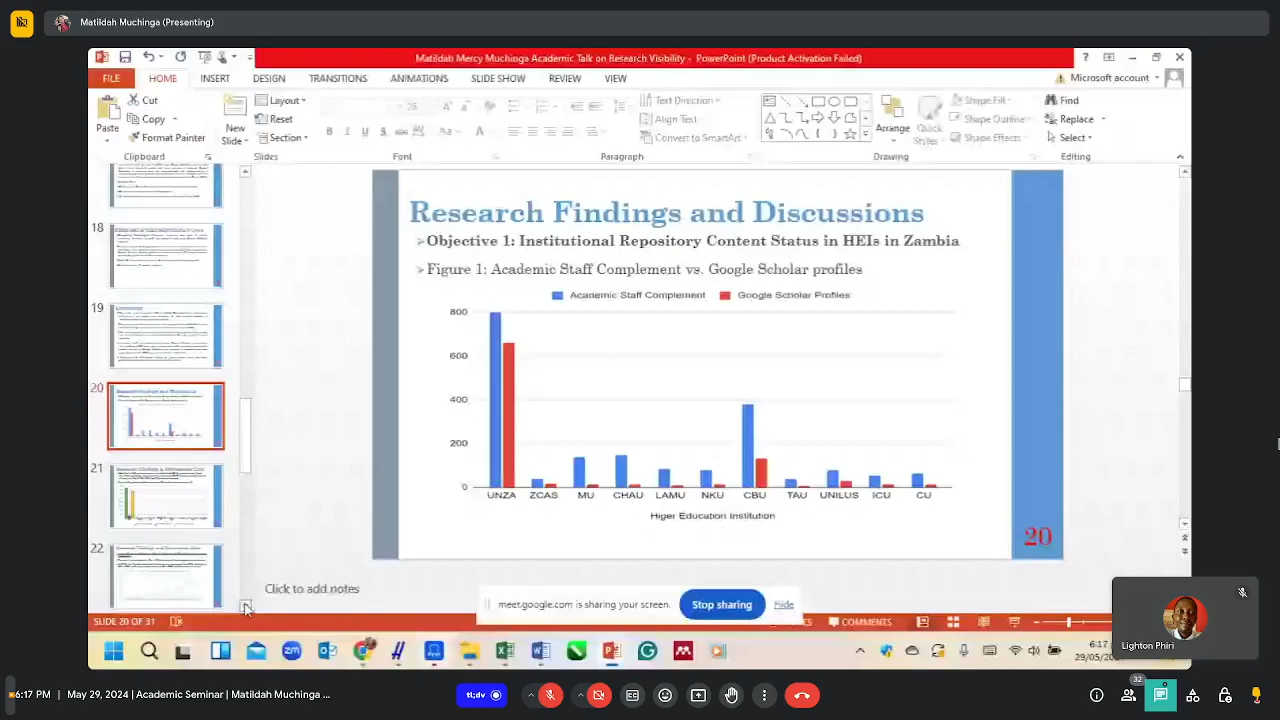 Matildah Muchinga (Presenting)
Matildah Mercy Muchinga Academic Talk on Research Visibility - PowerPoint (Product Activation Failed)
FILE HOME INSERT DESIGN TRANSITIONS ANIMATIONS SLIDE SHOW REVIEW VIEW Microsoft account
Paste Cut Copy Format Painter
Clipboard
New Slide Layout Reset Section
Slides
Font
Text Direction Align Text Convert to SmartArt
Paragraph
Arrange Quick Styles Shape Fill Shape Outline Shape Effects
Drawing
Find Replace Select
Editing
18
19
20
21
22
Research Findings and Discussions
Objective 1: Institutional Repository Content Status in HEIs in Zambia
Figure 1: Academic Staff Complement vs. Google Scholar profiles
Academic Staff Complement Google Scholar Profiles
800
600
400
200
0
UNZA ZCAS MU CHAU LAMU NKU CBU TAU UNILUS ICU CU
Higer Education Institution
20
Click to add notes
meet.google.com is sharing your screen. Stop sharing Hide
SLIDE 20 OF 31 COMMENTS
6:17
29/05/
Lighton Phiri
32
6:17 PM | May 29, 2024 | Academic Seminar | Matildah Muchinga ...
tl;dv